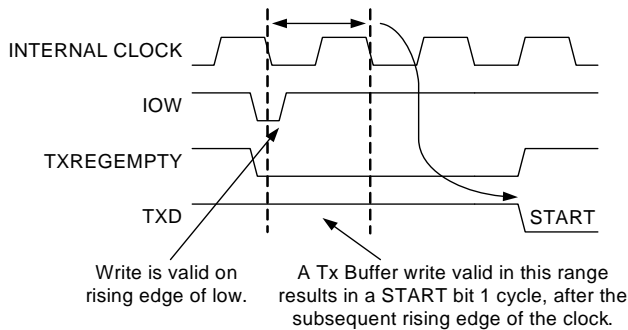 INTERNAL CLOCK
IOW
TXREGEMPTY
TXD
START
Write is valid on
rising edge of low.
A Tx Buffer write valid in this range
results in a START bit 1 cycle, after the
subsequent rising edge of the clock.